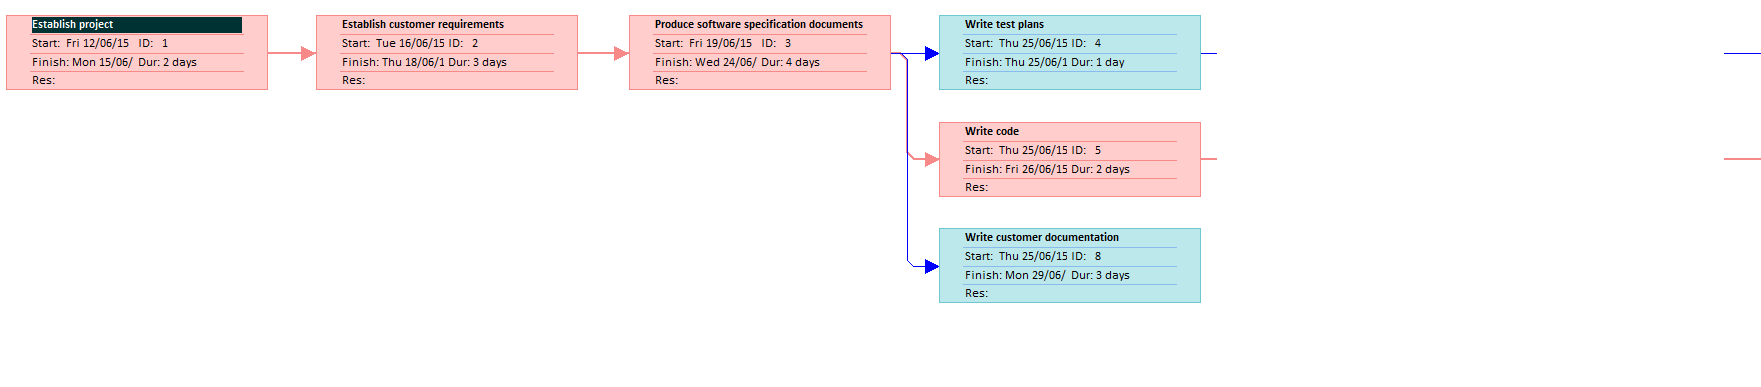 Establish project
Start: Fri 12/06/15 ID: 1
Finish: Mon 15/06/ Dur: 2 days
Res:
Establish customer requirements
Start: Tue 16/06/15 ID: 2
Finish: Thu 18/06/1 Dur: 3 days
Res:
Produce software specification documents
Start: Fri 19/06/15 ID: 3
Finish: Wed 24/06/ Dur: 4 days
Res:
Write test plans
Start: Thu 25/06/15 ID: 4
Finish: Thu 25/06/1 Dur: 1 day
Res:
Write code
Start: Thu 25/06/15 ID: 5
Finish: Fri 26/06/15 Dur: 2 days
Res:
Write customer documentation
Start: Thu 25/06/15 ID: 8
Finish: Mon 29/06/ Dur: 3 days
Res: